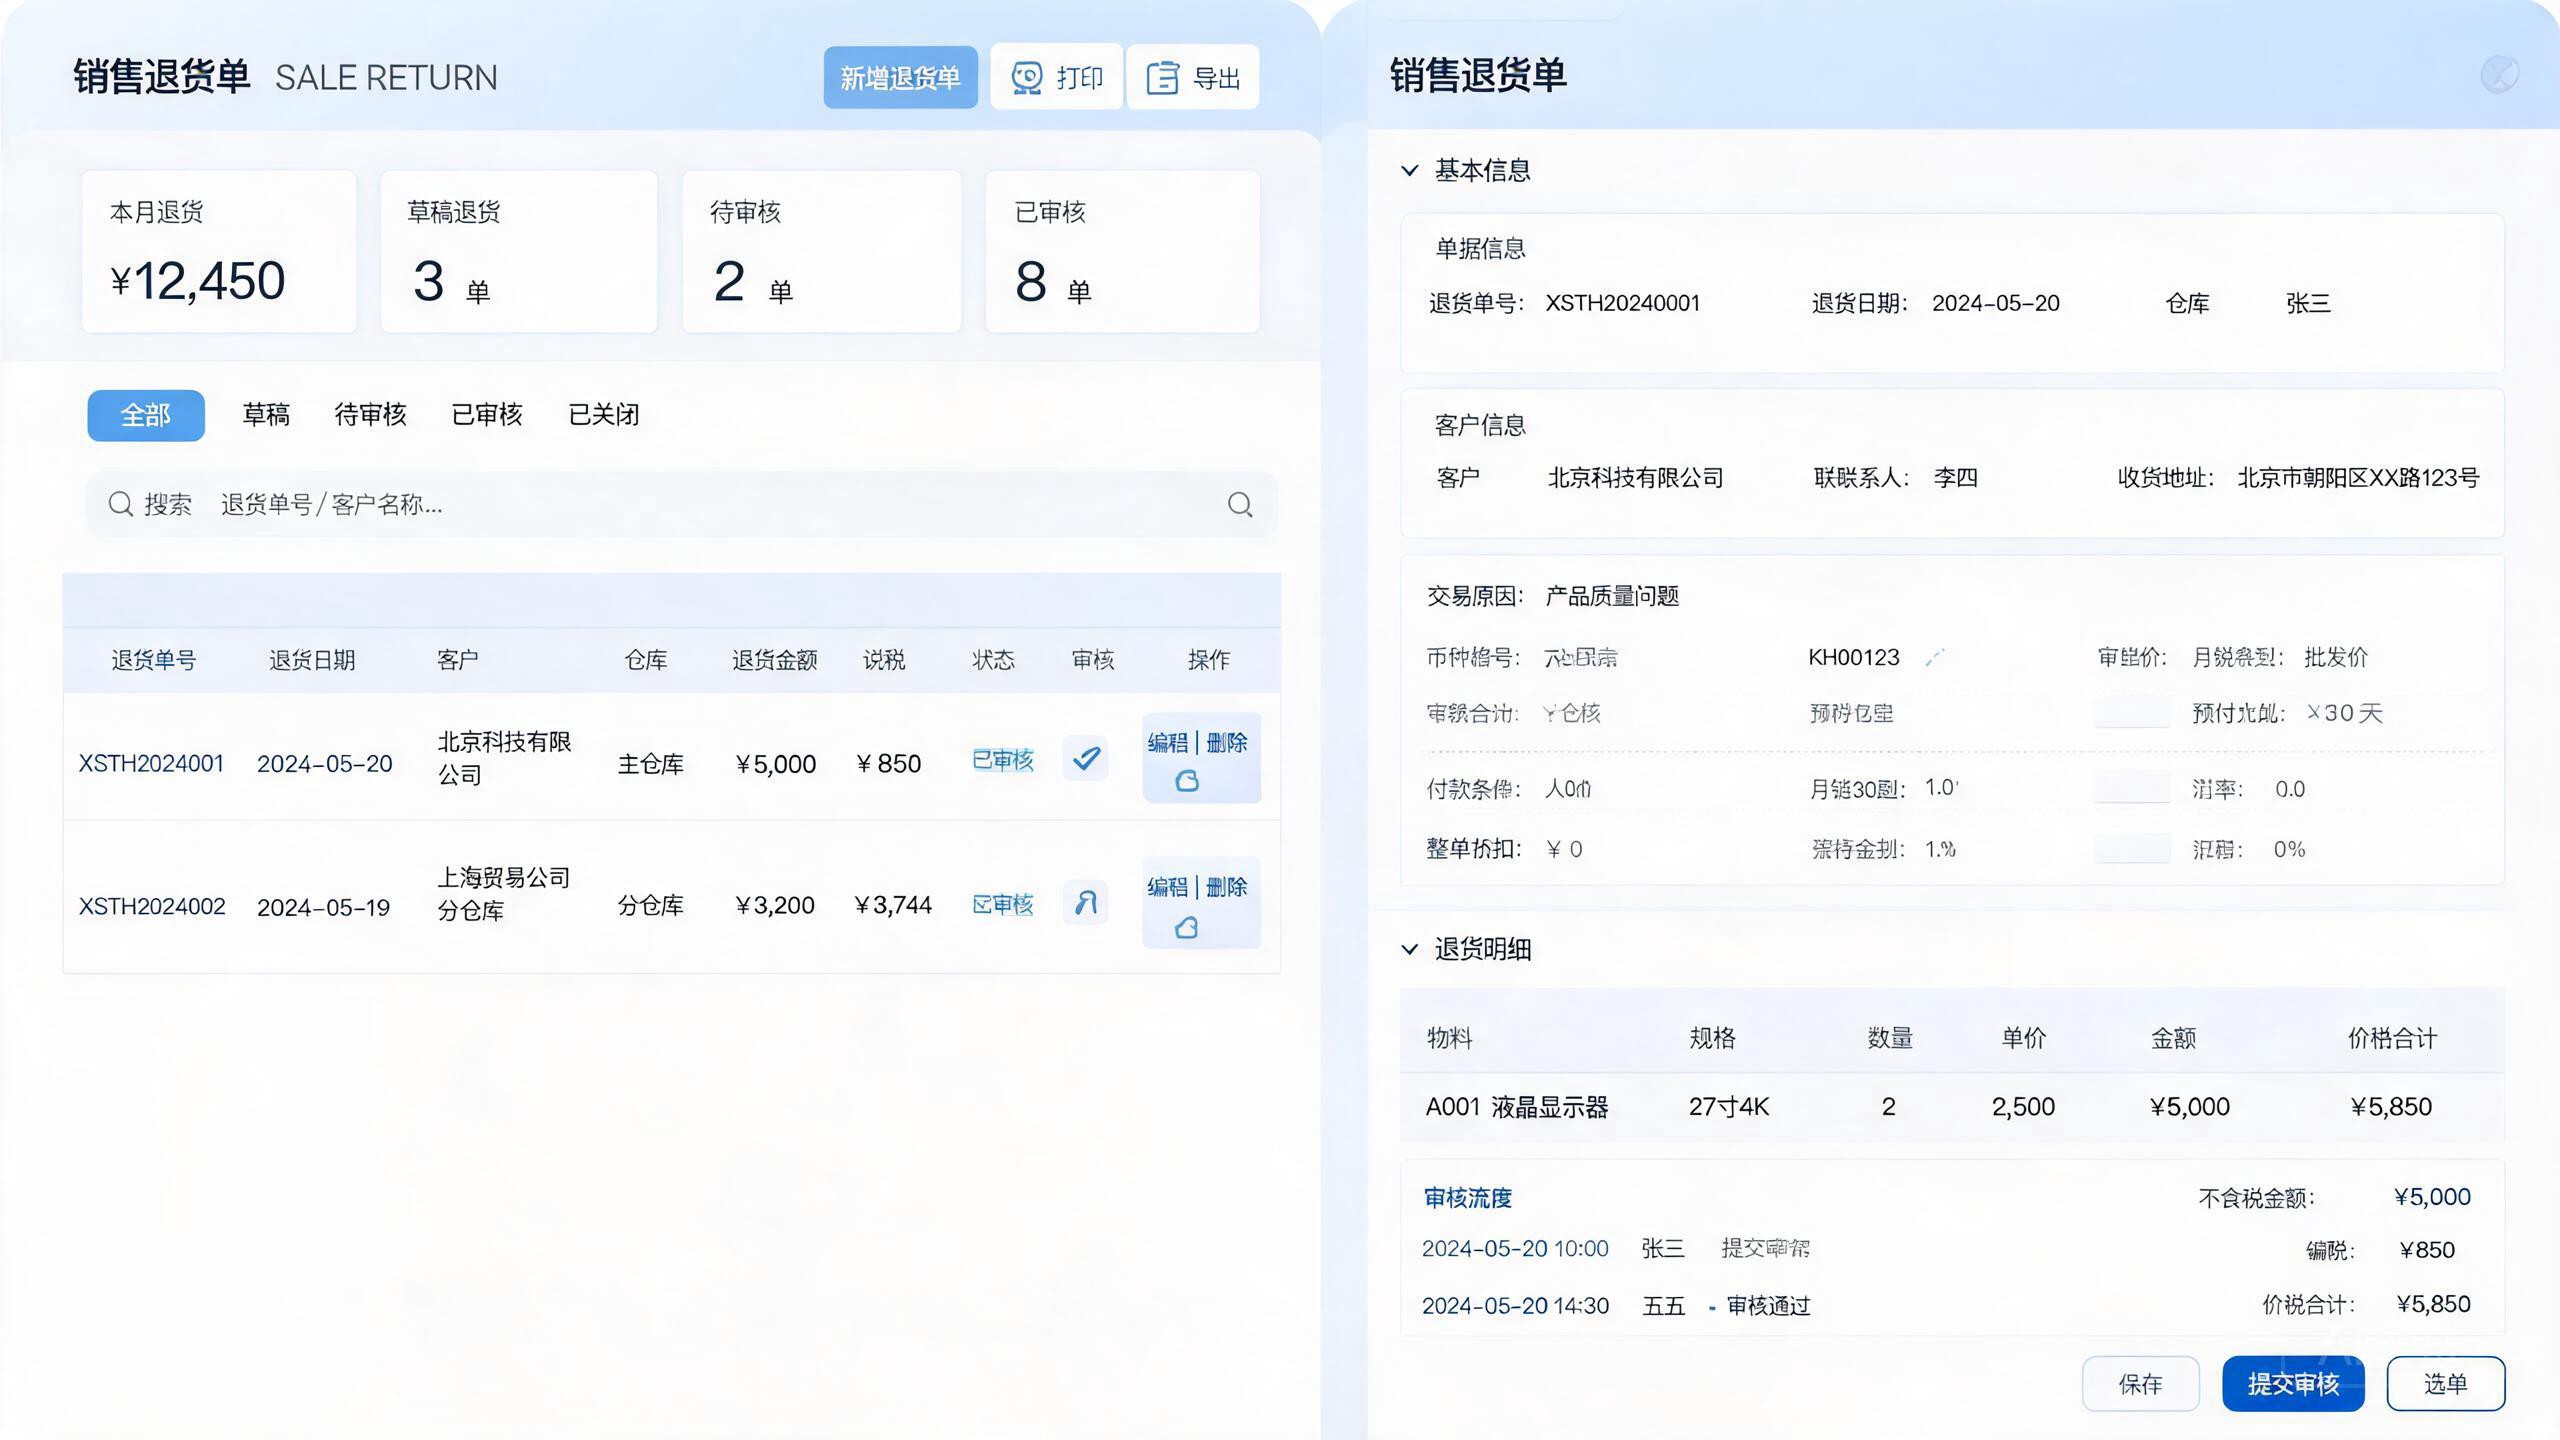 销售退货单 SALE RETURN
新增退货单 打印 导出
本月退货
¥12,450
草稿退货
3 单
待审核
2 单
已审核
8 单
全部 草稿 待审核 已审核 已关闭
搜索 退货单号/客户名称...
退货单号 退货日期 客户 仓库 退货金额 说税 状态 审核 操作
XSTH2024001 2024-05-20 北京科技有限公司 主仓库 ¥5,000 ¥850 已审核 编辑|删除
XSTH2024002 2024-05-19 上海贸易公司分仓库 分仓库 ¥3,200 ¥3,744 已审核 编辑|删除
销售退货单
基本信息
单据信息
退货单号: XSTH20240001 退货日期: 2024-05-20 仓库 张三
客户信息
客户 北京科技有限公司 联联系人: 李四 收货地址: 北京市朝阳区XX路123号
交易原因: 产品质量问题
KH00123 批发价
30天
付款条件:
1.0
0.0
整单折扣: ¥ 0
1.%
0%
退货明细
物料 规格 数量 单价 金额 价格合计
A001 液晶显示器 27寸4K 2 2,500 ¥5,000 ¥5,850
审核流度
2024-05-20 10:00 张三 提交
2024-05-20 14:30 五五 - 审核通过
不食税金额: ¥5,000
¥850
价税合计: ¥5,850
保存 提交审核 选单